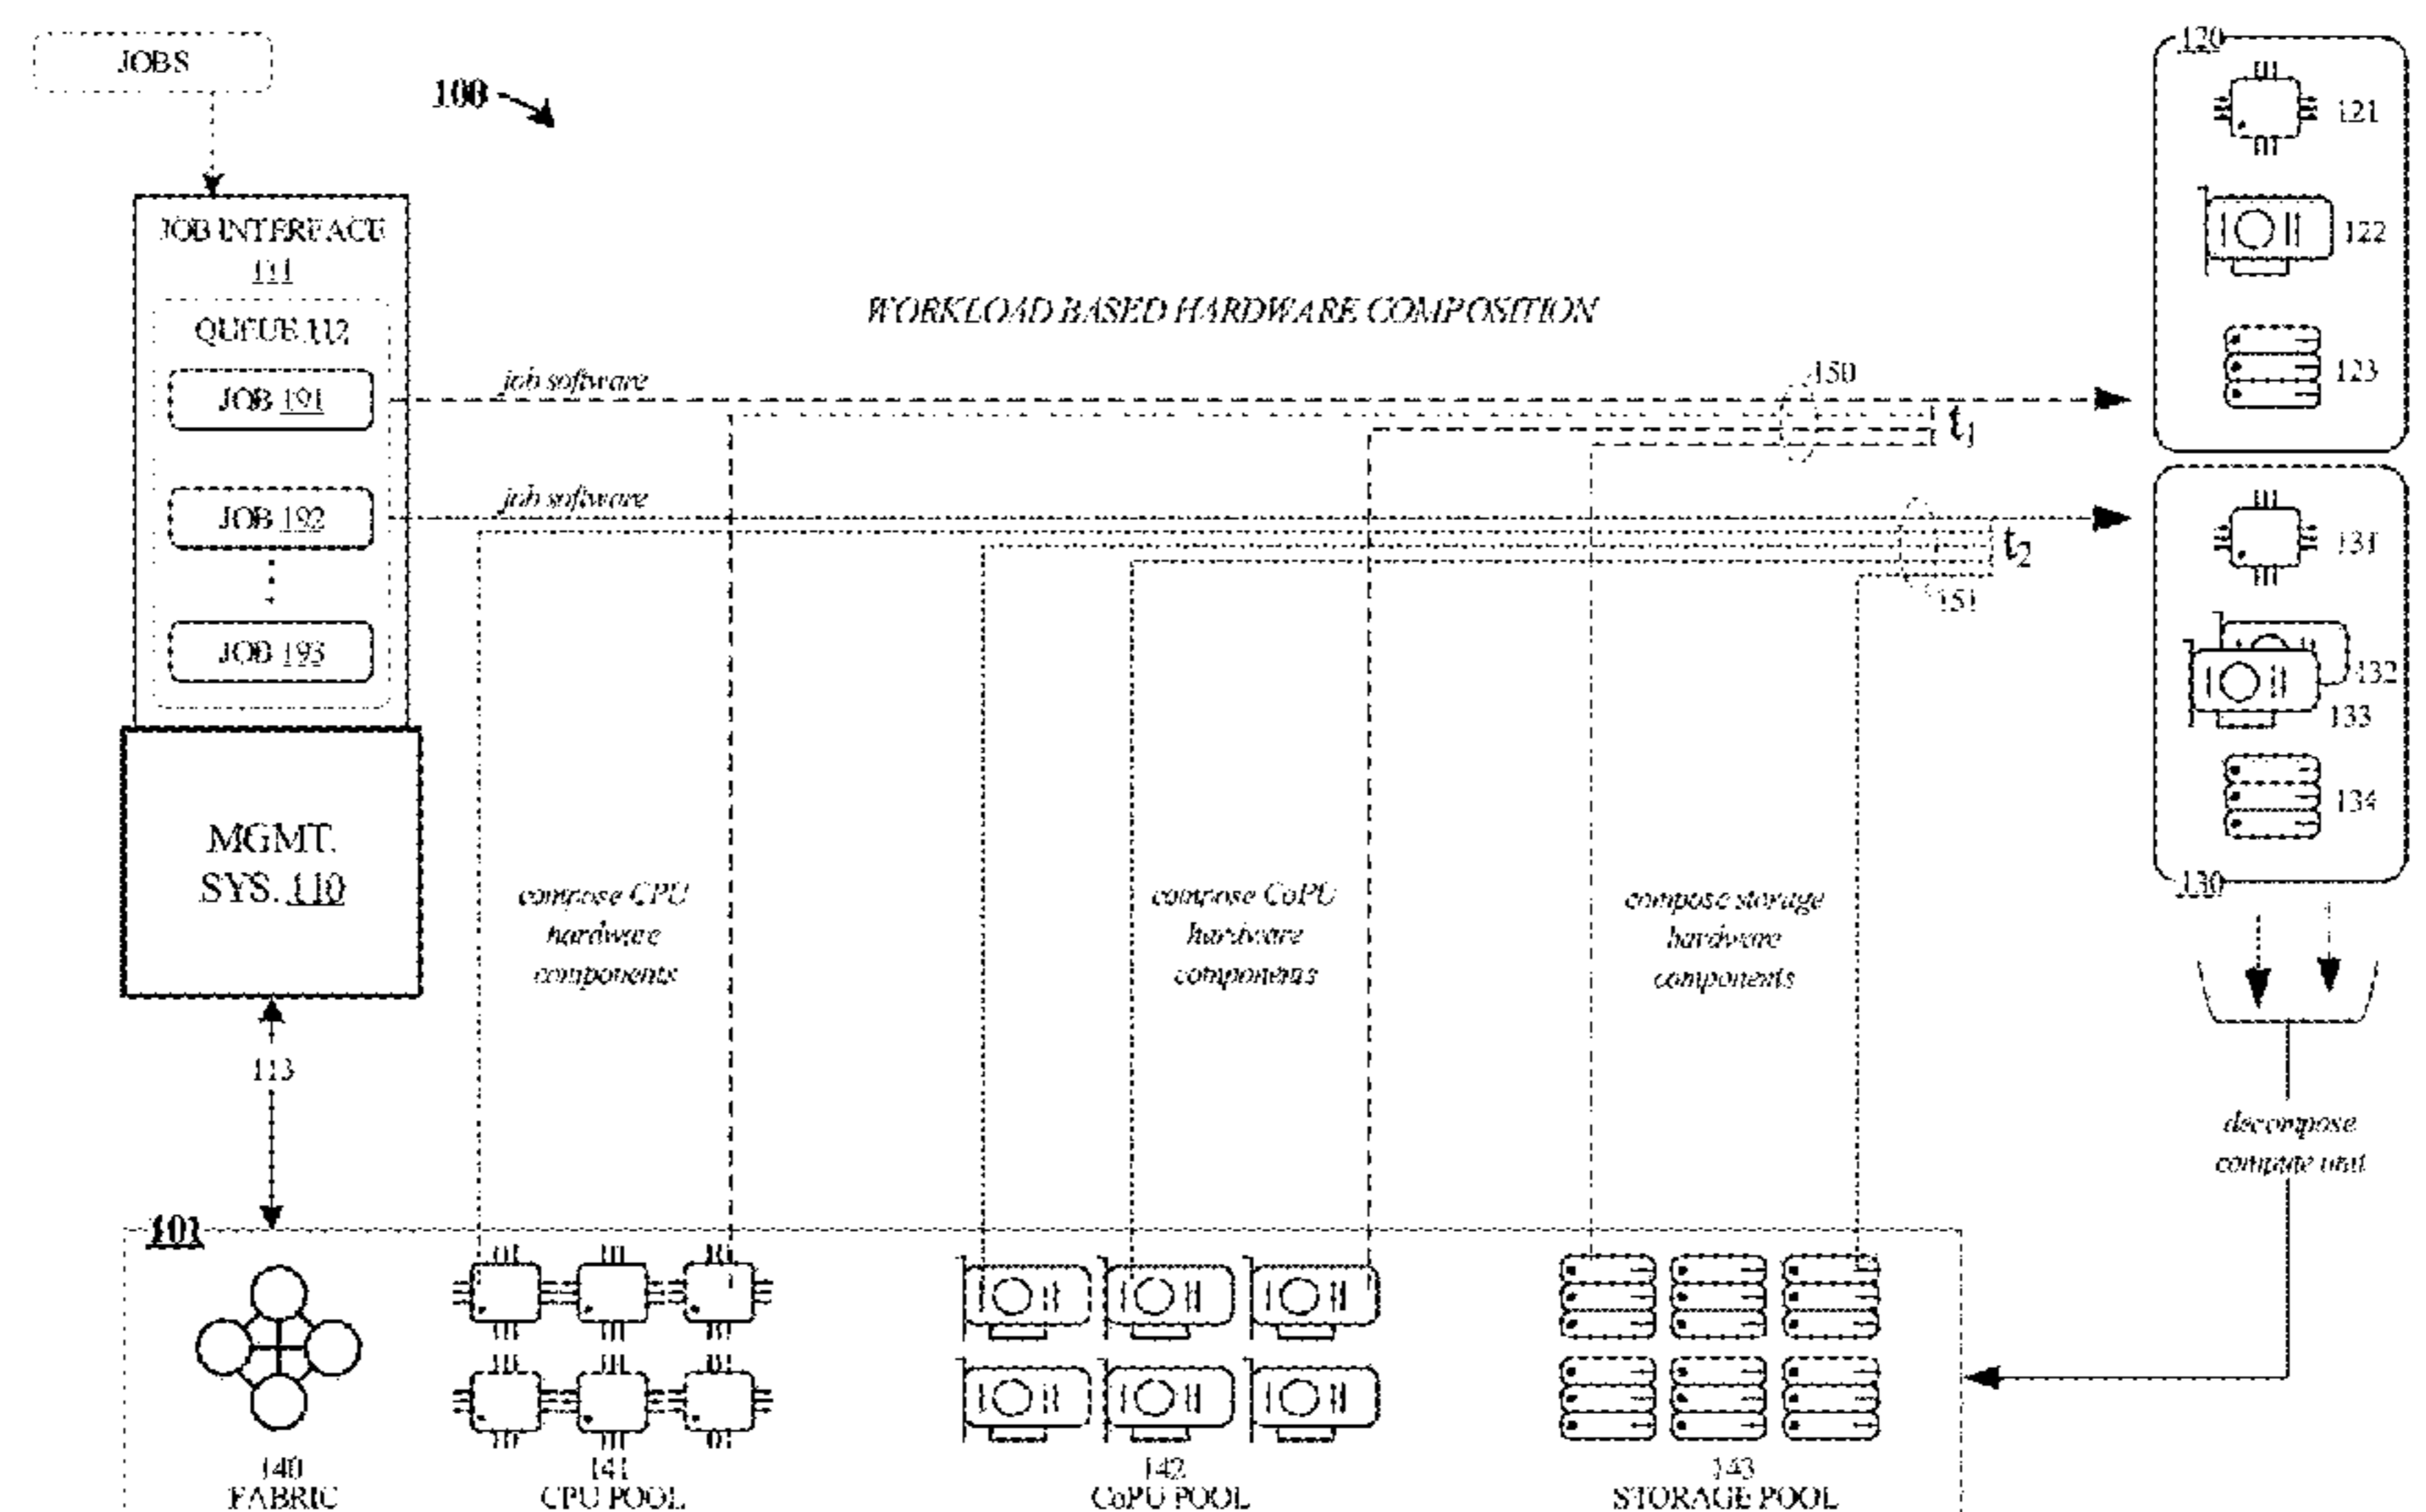 JOBS
100
JOB INTERFACE
111
QUEUE 112
JOB 191
JOB 192
JOB 193
MGMT.
SYS. 110
113
WORKLOAD BASED HARDWARE COMPOSITION
job software
150
t1
job software
t2
151
compose CPU
hardware
components
compose CoPU
hardware
components
compose storage
hardware
components
120
121
122
123
131
132
133
134
130
decompose
compute unit
101
140
FABRIC
141
CPU POOL
142
CoPU POOL
143
STORAGE POOL